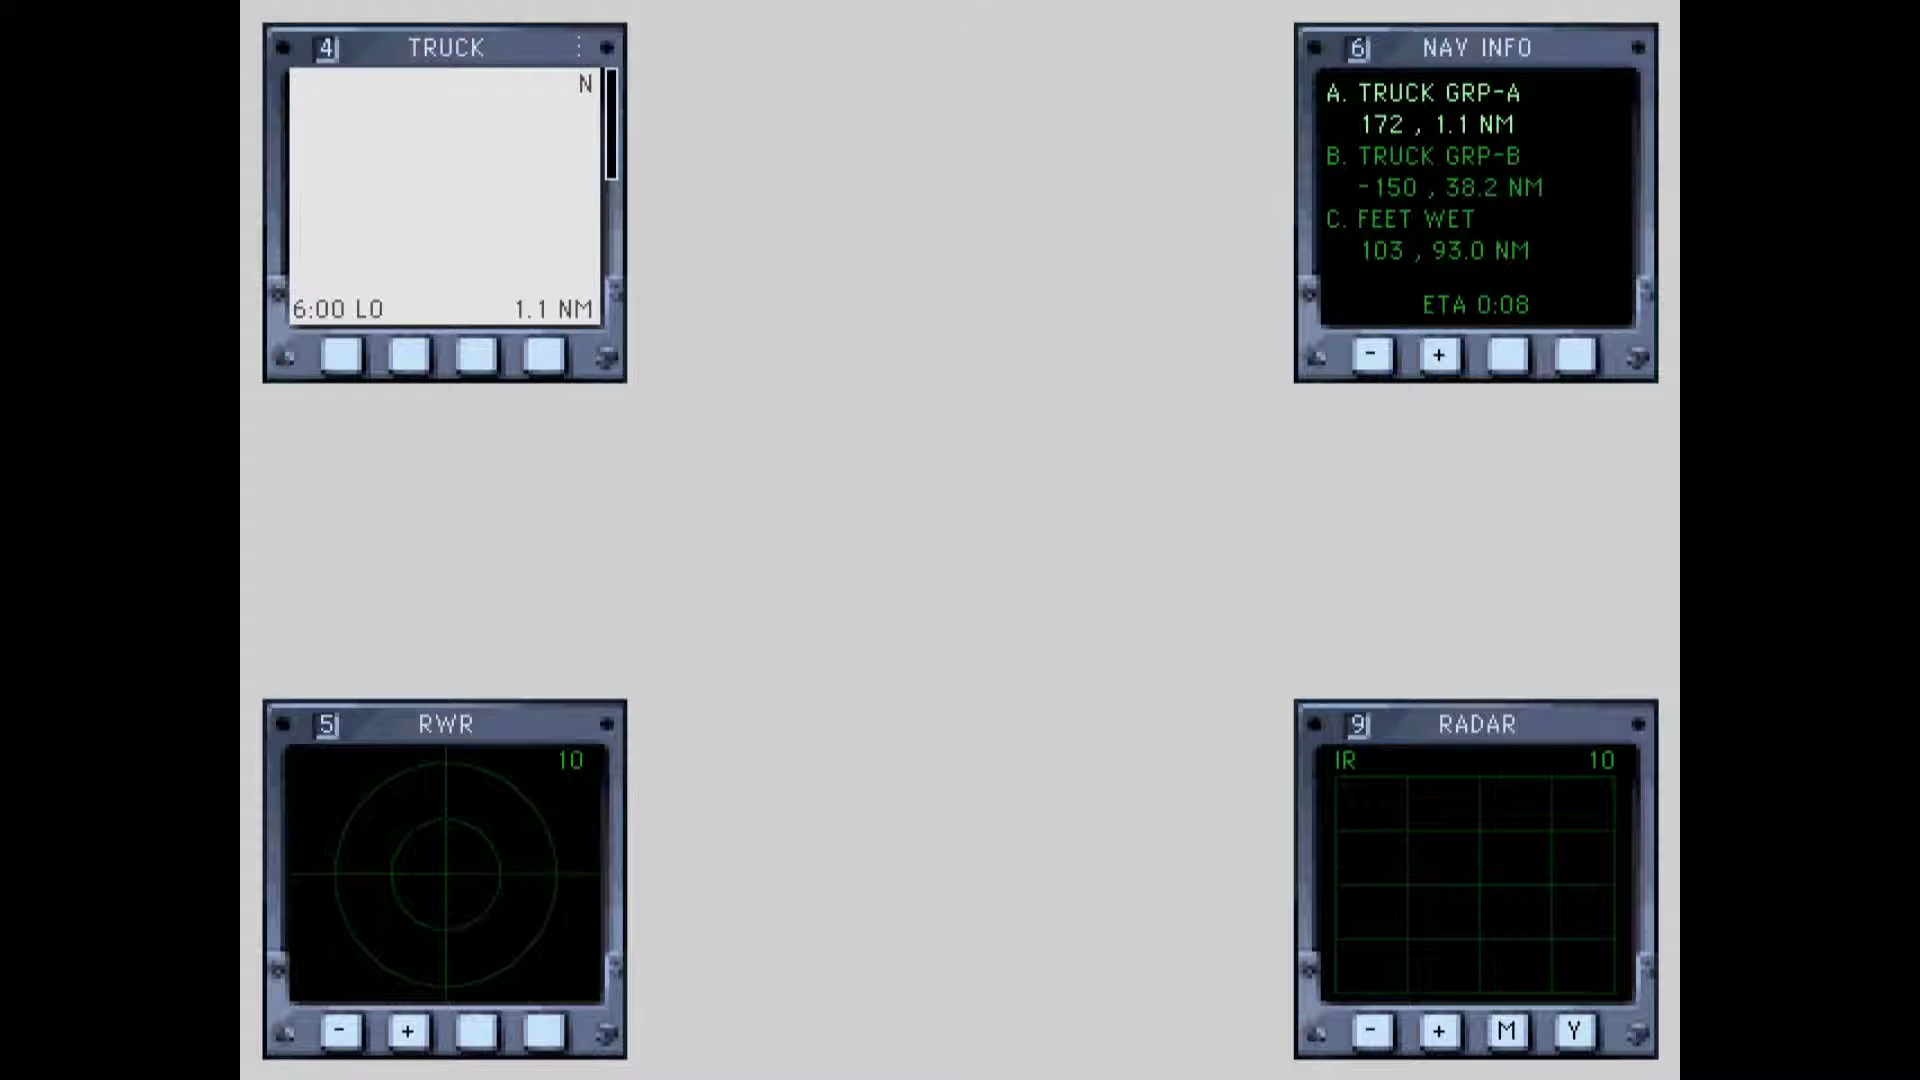 4 TRUCK
N
6:00 LO 1.1 NM
6 NAV INFO
A. TRUCK GRP-A
172 , 1.1 NM
B. TRUCK GRP-B
-150 , 38.2 NM
C. FEET WET
103 , 93.0 NM
ETA 0:08
- +
5 RWR
10
- +
9 RADAR
IR 10
- + M Y